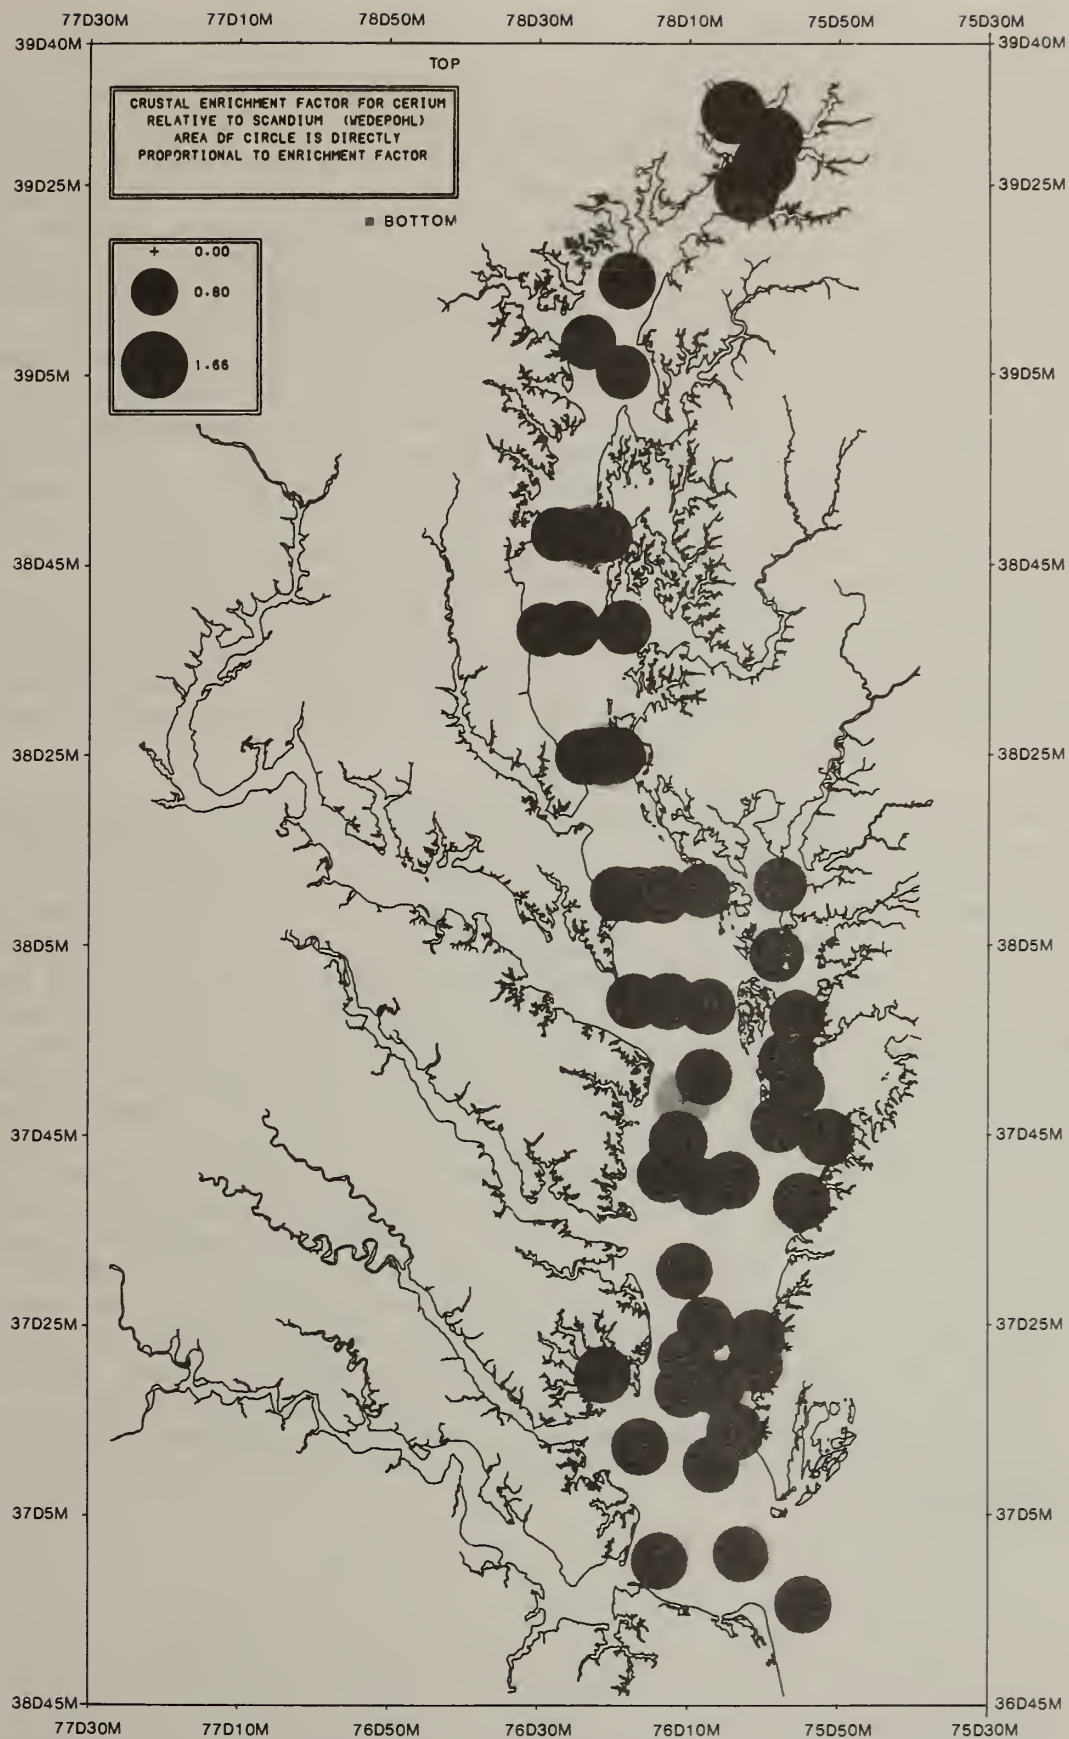 77D30M 77D10M 78D50M 78D30M 78D10M 75D50M 75D30M
39D40M 39D40M
TOP
CRUSTAL ENRICHMENT FACTOR FOR CERIUM
RELATIVE TO SCANDIUM (WEDEPOHL)
AREA OF CIRCLE IS DIRECTLY
PROPORTIONAL TO ENRICHMENT FACTOR
39D25M 39D25M
BOTTOM
+ 0.00
0.80
1.66
39D5M 39D5M
38D45M 38D45M
38D25M 38D25M
38D5M 38D5M
37D45M 37D45M
37D25M 37D25M
37D5M 37D5M
38D45M 36D45M
77D30M 77D10M 76D50M 76D30M 76D10M 75D50M 75D30M